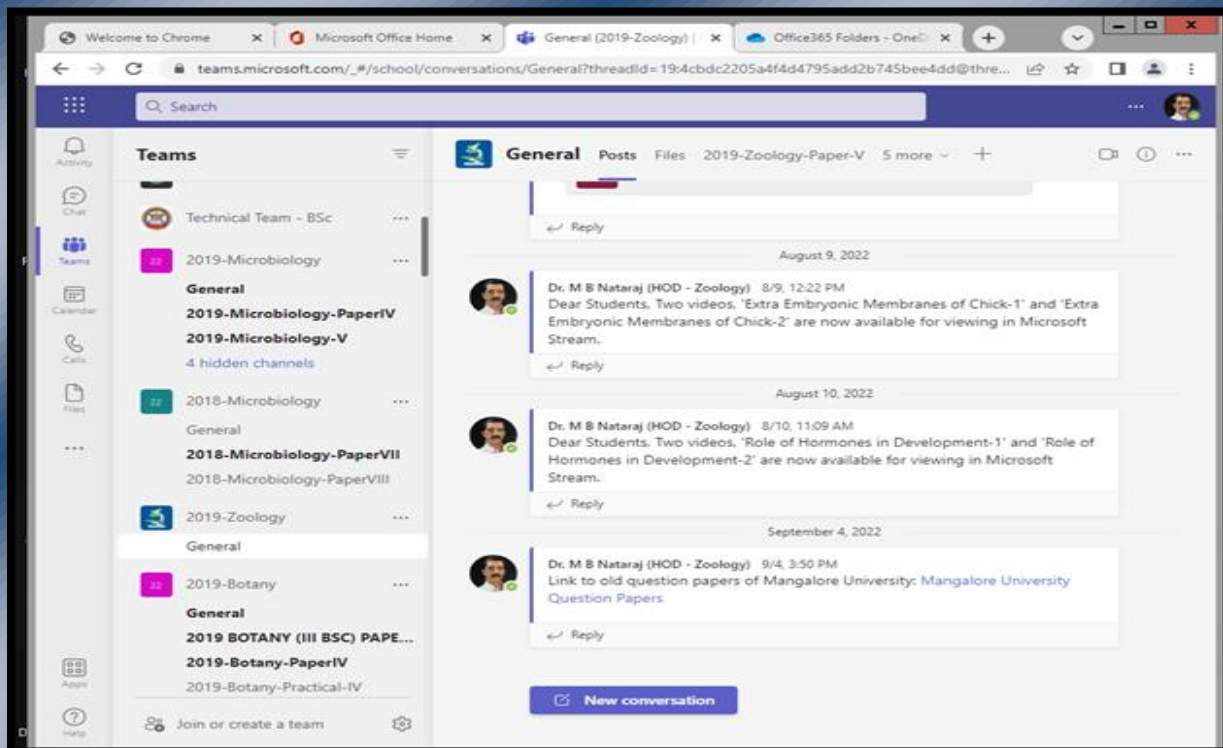 Welcome to Chrome
Microsoft Office Home
General (2019-Zoology) |
Office365 Folders - OneD
teams.microsoft.com/_#/school/conversations/General?threadId=19:4cbdc2205a4f4d4795add2b745bee4dd@thre...
Search
Activity
Chat
Teams
Calendar
Calls
Files
Apps
Help
Teams
Technical Team - BSc
22 2019-Microbiology
General
2019-Microbiology-PaperIV
2019-Microbiology-V
4 hidden channels
22 2018-Microbiology
General
2018-Microbiology-PaperVII
2018-Microbiology-PaperVIII
2019-Zoology
General
22 2019-Botany
General
2019 BOTANY (III BSC) PAPE...
2019-Botany-PaperIV
2019-Botany-Practical-IV
Join or create a team
General Posts Files 2019-Zoology-Paper-V 5 more
Reply
August 9, 2022
Dr. M B Nataraj (HOD - Zoology) 8/9, 12:22 PM
Dear Students, Two videos, 'Extra Embryonic Membranes of Chick-1' and 'Extra
Embryonic Membranes of Chick-2' are now available for viewing in Microsoft
Stream.
Reply
August 10, 2022
Dr. M B Nataraj (HOD - Zoology) 8/10, 11:09 AM
Dear Students, Two videos, 'Role of Hormones in Development-1' and 'Role of
Hormones in Development-2' are now available for viewing in Microsoft
Stream.
Reply
September 4, 2022
Dr. M B Nataraj (HOD - Zoology) 9/4, 3:50 PM
Link to old question papers of Mangalore University: Mangalore University
Question Papers
Reply
New conversation